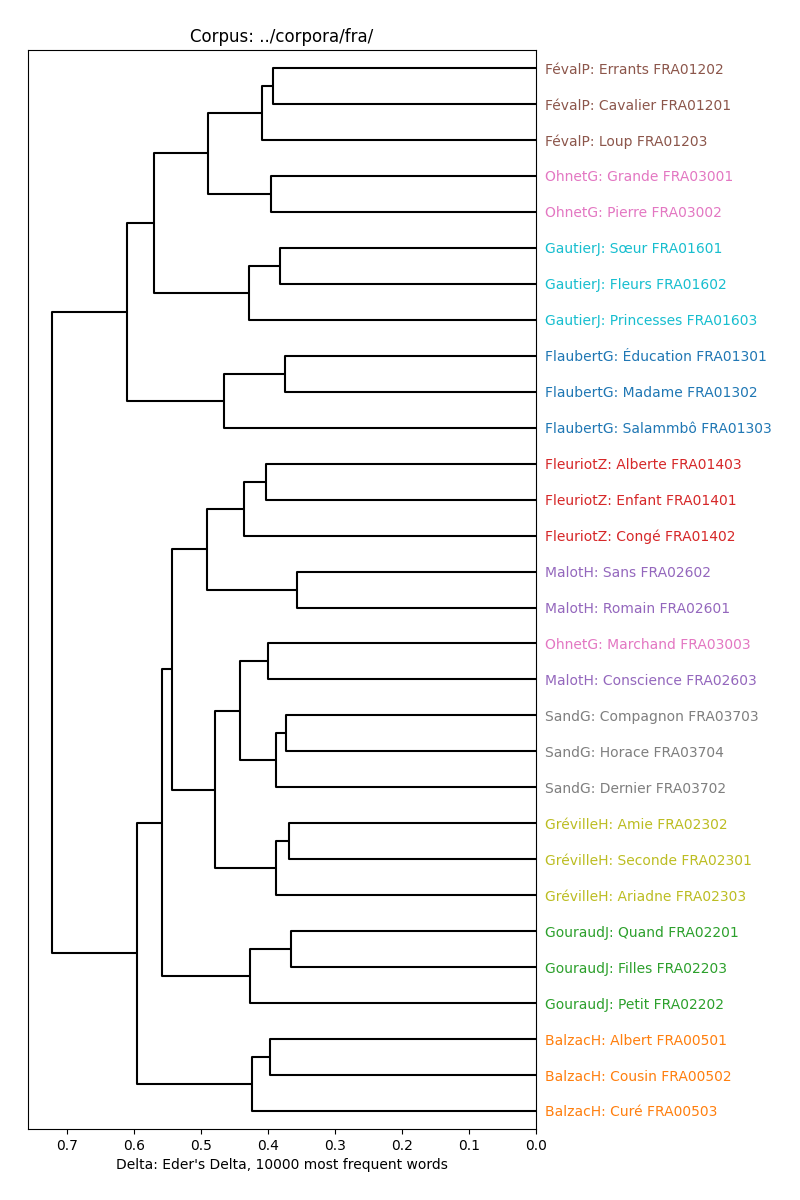 Corpus: ../corpora/fra/
FévalP: Errants FRA01202
FévalP: Cavalier FRA01201
FévalP: Loup FRA01203
OhnetG: Grande FRA03001
OhnetG: Pierre FRA03002
GautierJ: Sœur FRA01601
GautierJ: Fleurs FRA01602
GautierJ: Princesses FRA01603
FlaubertG: Éducation FRA01301
FlaubertG: Madame FRA01302
FlaubertG: Salammbô FRA01303
FleuriotZ: Alberte FRA01403
FleuriotZ: Enfant FRA01401
FleuriotZ: Congé FRA01402
MalotH: Sans FRA02602
MalotH: Romain FRA02601
OhnetG: Marchand FRA03003
MalotH: Conscience FRA02603
SandG: Compagnon FRA03703
SandG: Horace FRA03704
SandG: Dernier FRA03702
GrévilleH: Amie FRA02302
GrévilleH: Seconde FRA02301
GrévilleH: Ariadne FRA02303
GouraudJ: Quand FRA02201
GouraudJ: Filles FRA02203
GouraudJ: Petit FRA02202
BalzacH: Albert FRA00501
BalzacH: Cousin FRA00502
BalzacH: Curé FRA00503
0.7 0.6 0.5 0.4 0.3 0.2 0.1 0.0
Delta: Eder's Delta, 10000 most frequent words